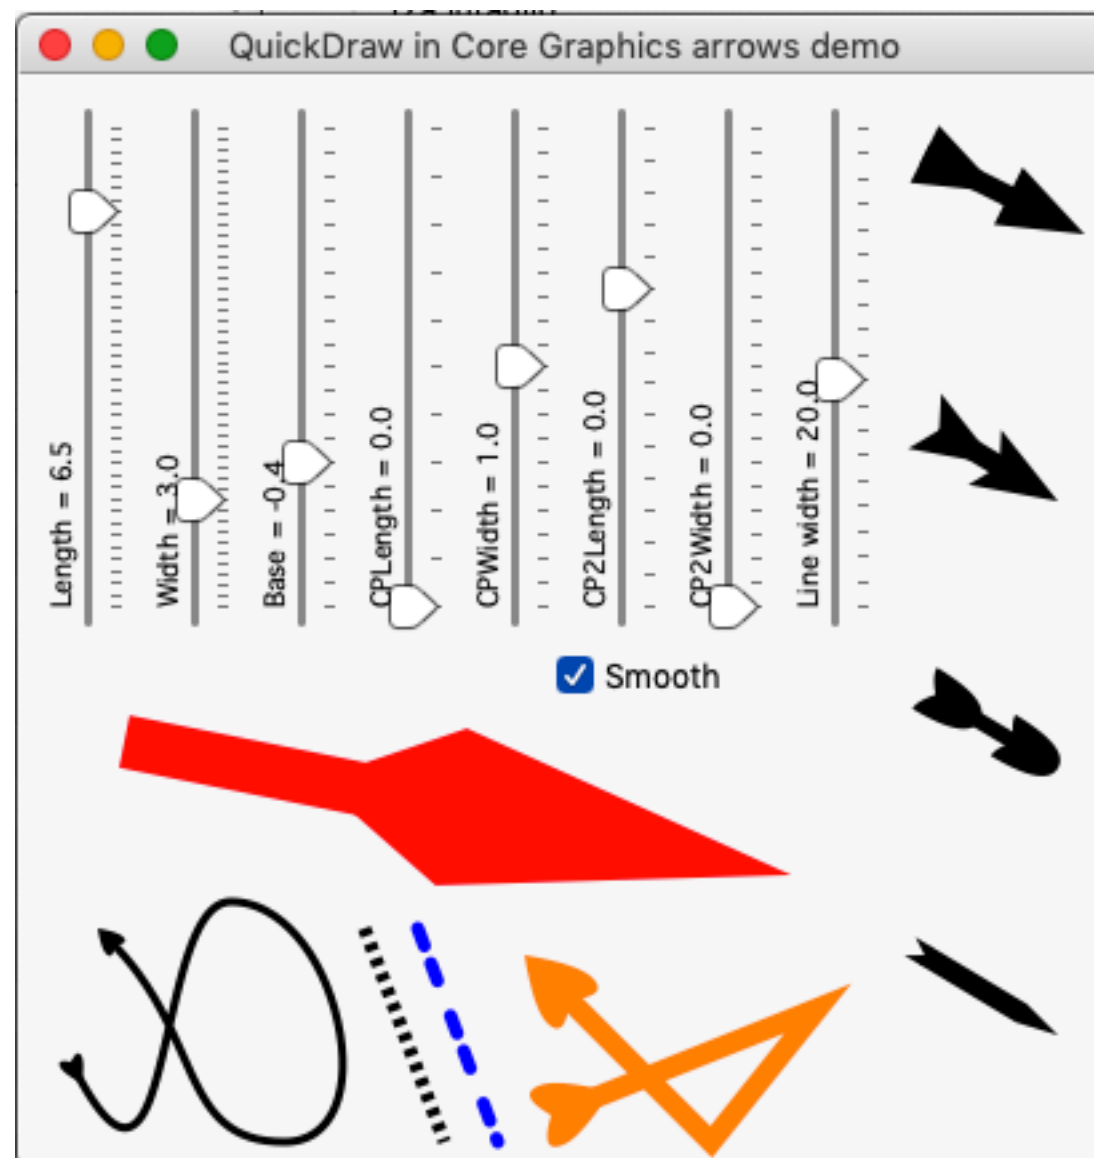 QuickDraw in Core Graphics arrows demo
Length = 6.5
Width = 3.0
Base = -0.4
CPLength = 0.0
CPWidth = 1.0
CP2Length = 0.0
CP2Width = 0.0
Line width = 20.0
Smooth